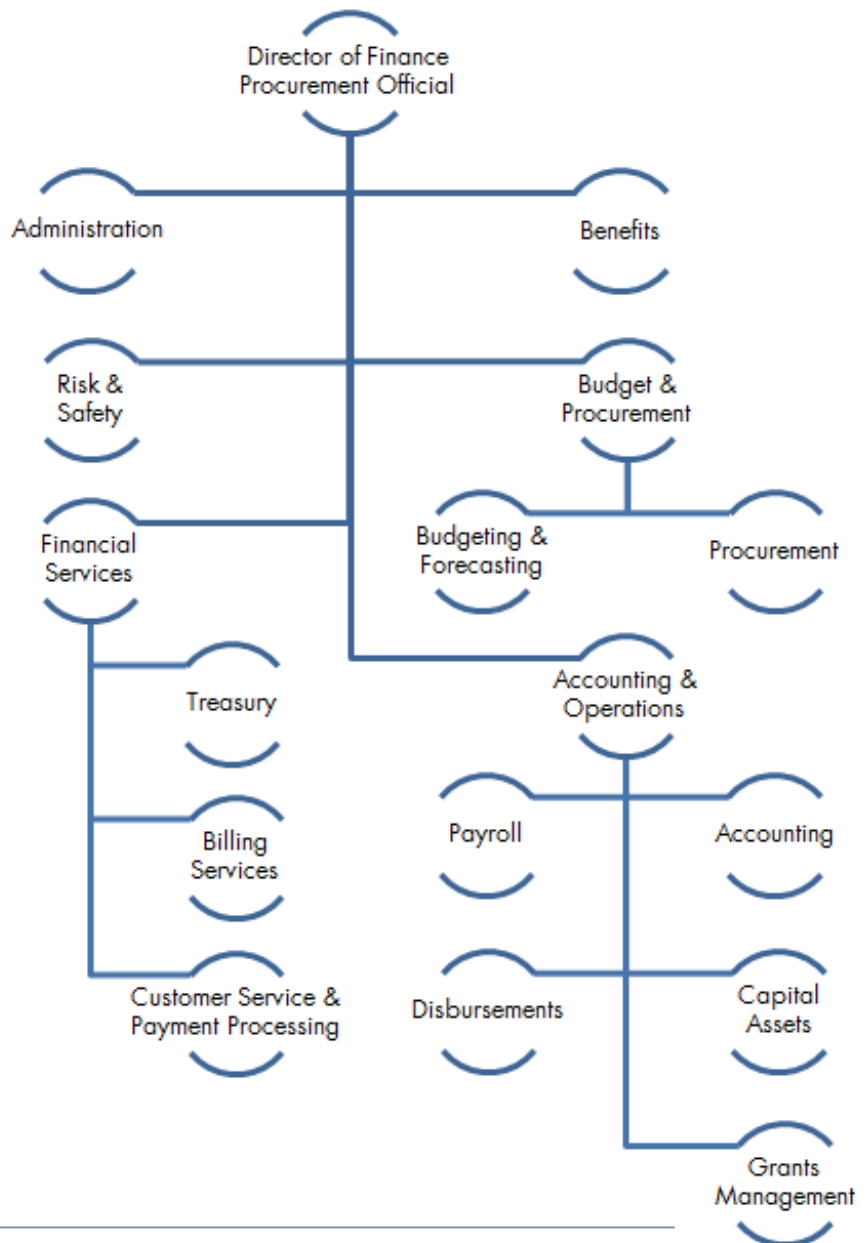 Director of Finance
Procurement Official
Administration
Benefits
Risk &
Safety
Budget &
Procurement
Financial
Services
Budgeting &
Forecasting
Procurement
Treasury
Accounting &
Operations
Billing
Services
Payroll
Accounting
Customer Service &
Payment Processing
Disbursements
Capital
Assets
Grants
Management